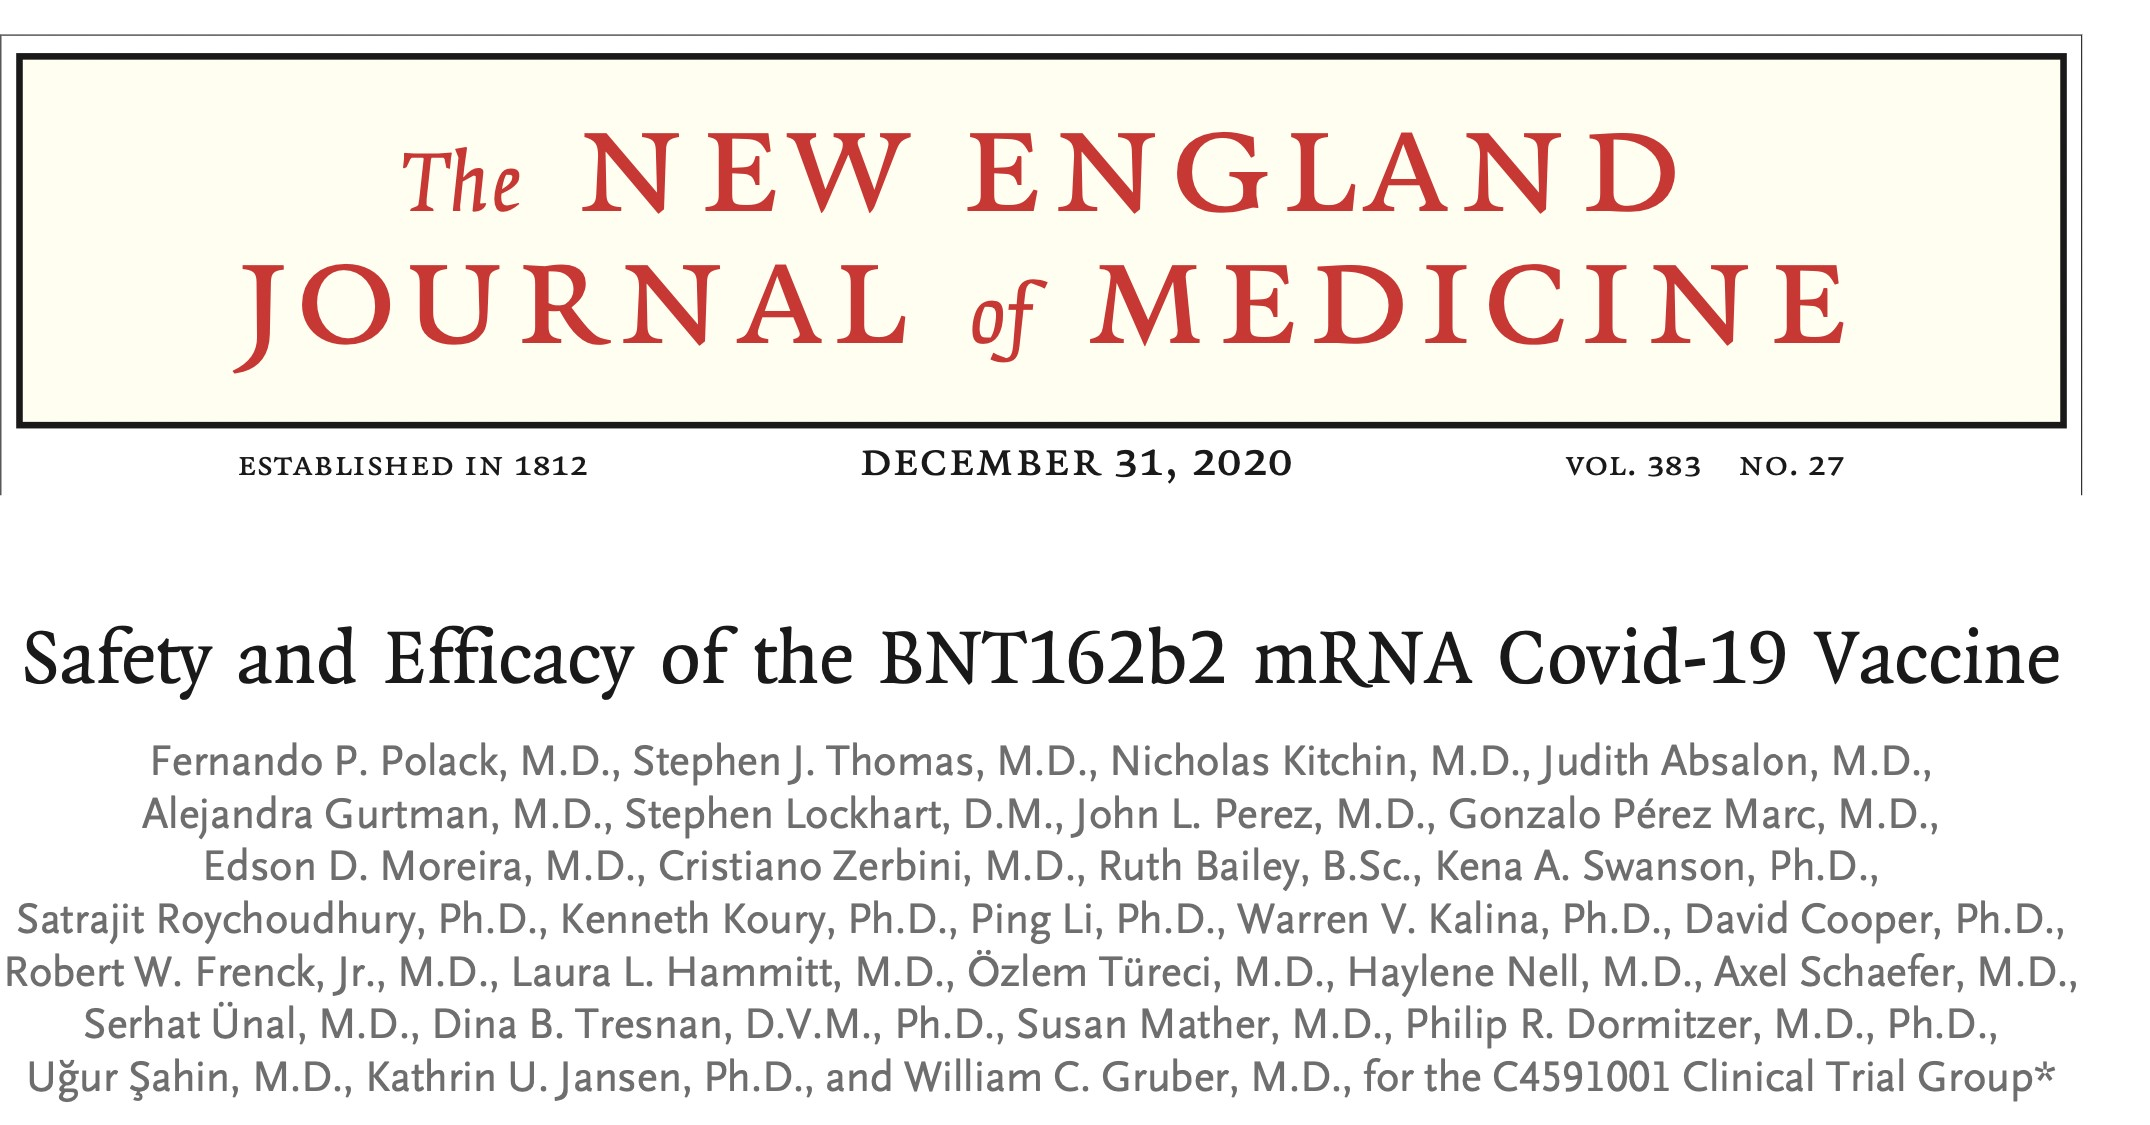 The NEW ENGLAND
JOURNAL of MEDICINE
ESTABLISHED IN 1812 DECEMBER 31, 2020 VOL. 383 NO. 27
Safety and Efficacy of the BNT162b2 mRNA Covid-19 Vaccine
Fernando P. Polack, M.D., Stephen J. Thomas, M.D., Nicholas Kitchin, M.D., Judith Absalon, M.D.,
Alejandra Gurtman, M.D., Stephen Lockhart, D.M., John L. Perez, M.D., Gonzalo Pérez Marc, M.D.,
Edson D. Moreira, M.D., Cristiano Zerbini, M.D., Ruth Bailey, B.Sc., Kena A. Swanson, Ph.D.,
Satrajit Roychoudhury, Ph.D., Kenneth Koury, Ph.D., Ping Li, Ph.D., Warren V. Kalina, Ph.D., David Cooper, Ph.D.,
Robert W. Frenck, Jr., M.D., Laura L. Hammitt, M.D., Özlem Türeci, M.D., Haylene Nell, M.D., Axel Schaefer, M.D.,
Serhat Ünal, M.D., Dina B. Tresnan, D.V.M., Ph.D., Susan Mather, M.D., Philip R. Dormitzer, M.D., Ph.D.,
Uğur Şahin, M.D., Kathrin U. Jansen, Ph.D., and William C. Gruber, M.D., for the C4591001 Clinical Trial Group*